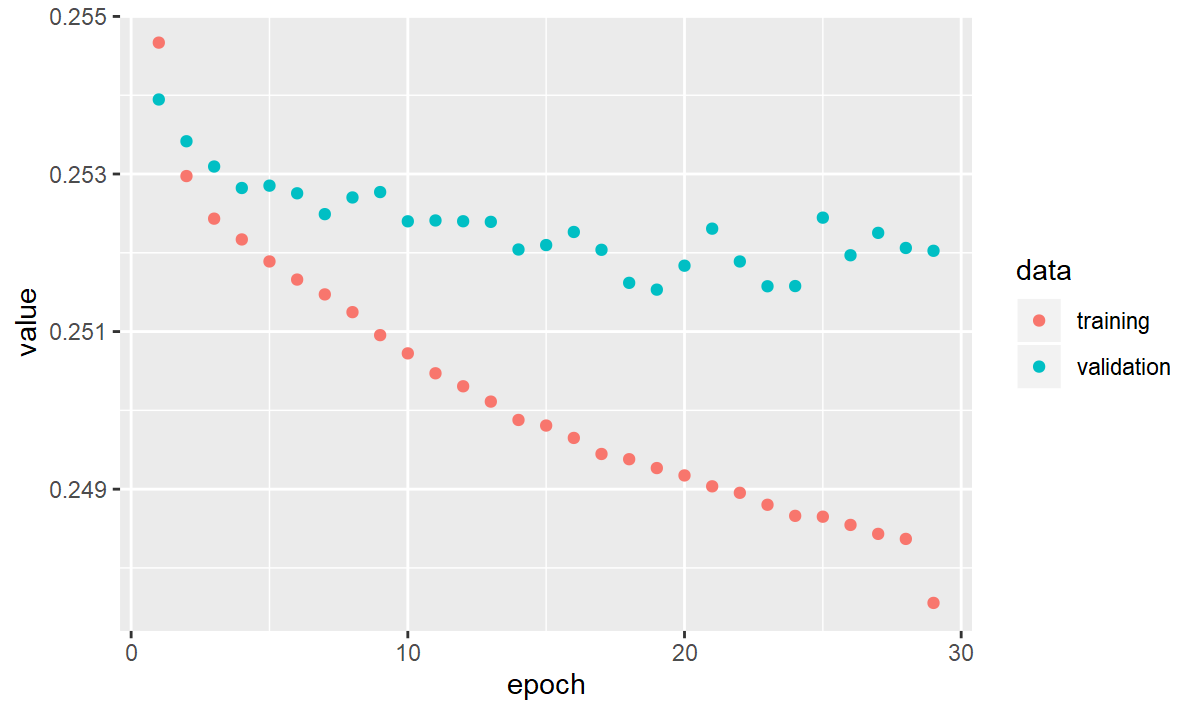 0.255
0.253
0.251
0.249
value
0 10 20 30
epoch
data
training
validation